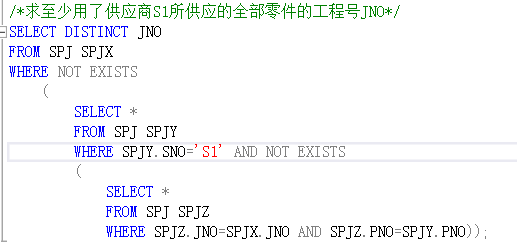 /*求至少用了供应商S1所供应的全部零件的工程号JNO*/
SELECT DISTINCT JNO
FROM SPJ SPJX
WHERE NOT EXISTS
(
SELECT *
FROM SPJ SPJY
WHERE SPJY.SNO='S1' AND NOT EXISTS
(
SELECT *
FROM SPJ SPJZ
WHERE SPJZ.JNO=SPJX.JNO AND SPJZ.PNO=SPJY.PNO));